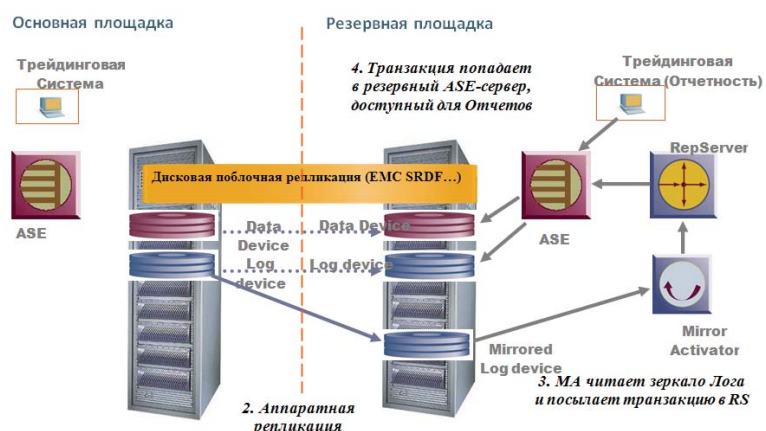 Основная площадка
Резервная площадка
Трейдинговая
Система
4. Транзакция попадает
в резервный ASE-сервер,
доступный для Отчетов
Трейдинговая
Система (Отчетность)
RepServer
Дисковая поблочная репликация (EMC SRDF…)
ASE
Data
Device
Data Device
ASE
Log
device
Log device
Mirrored
Log device
Mirror
Activator
2. Аппаратная
репликация
3. МА читает зеркало Лога
и посылает транзакцию в RS